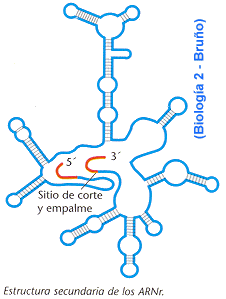 (Biología 2 - Bruño)
5´ 3´
Sitio de corte
y empalme
Estructura secundaria de los ARNr.